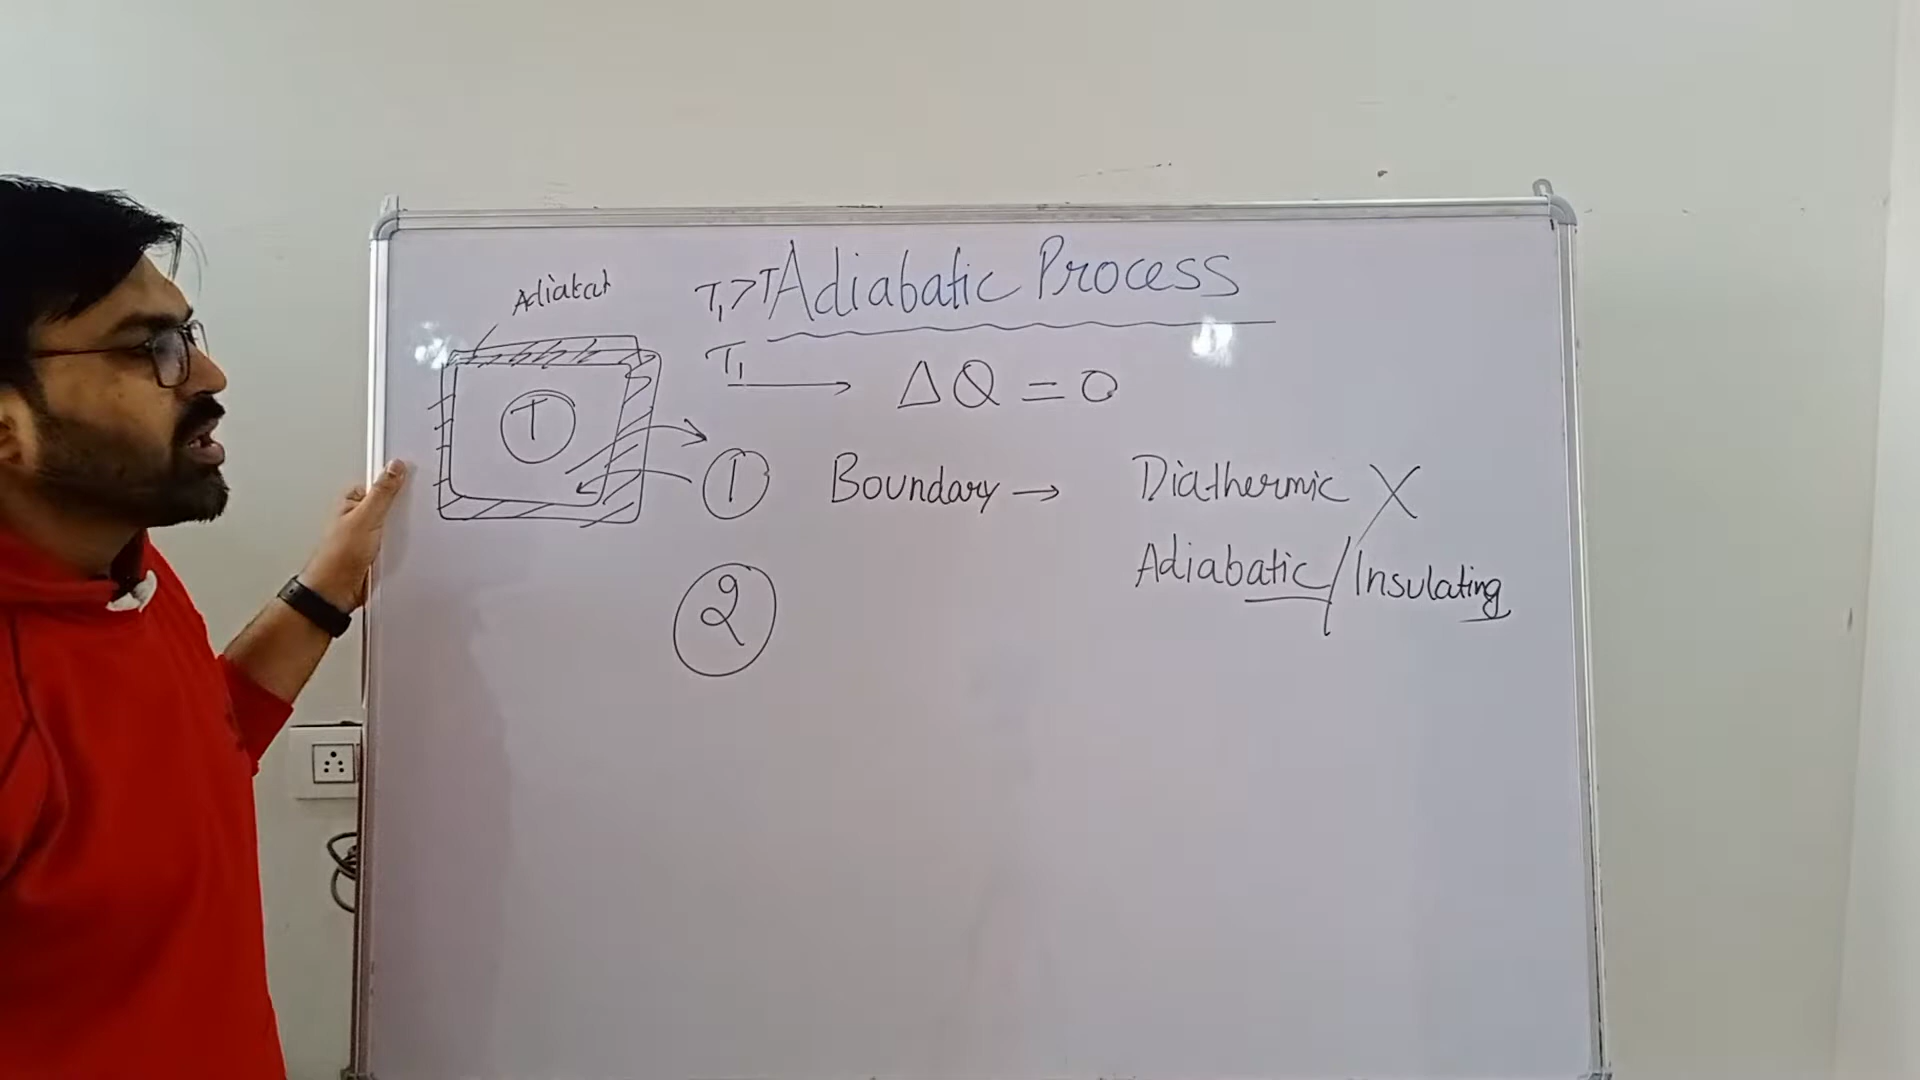 Adiabatic Process
T₁>T
Adiabat
T₁ → ΔQ = 0
T
① Boundary → Diathermic X
Adiabatic/Insulating
②